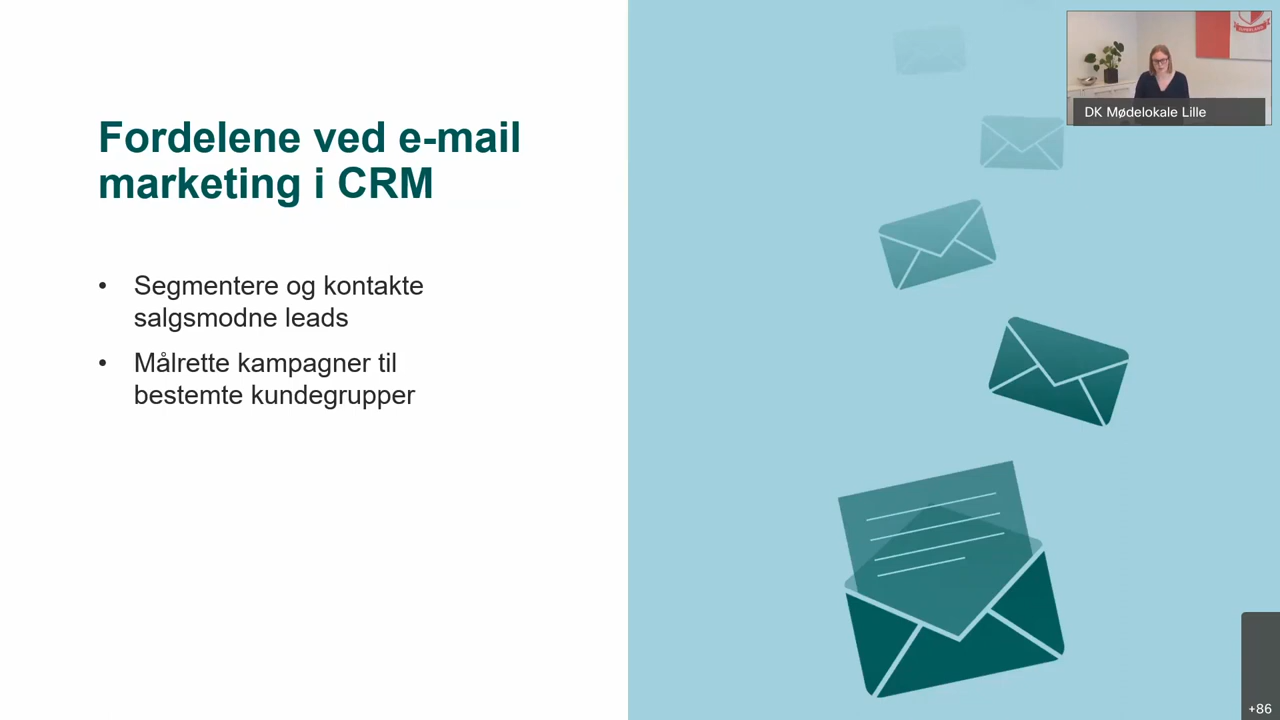 Fordelene ved e-mail
marketing i CRM
• Segmentere og kontakte
salgsmodne leads
• Målrette kampagner til
bestemte kundegrupper
DK Mødelokale Lille
+86